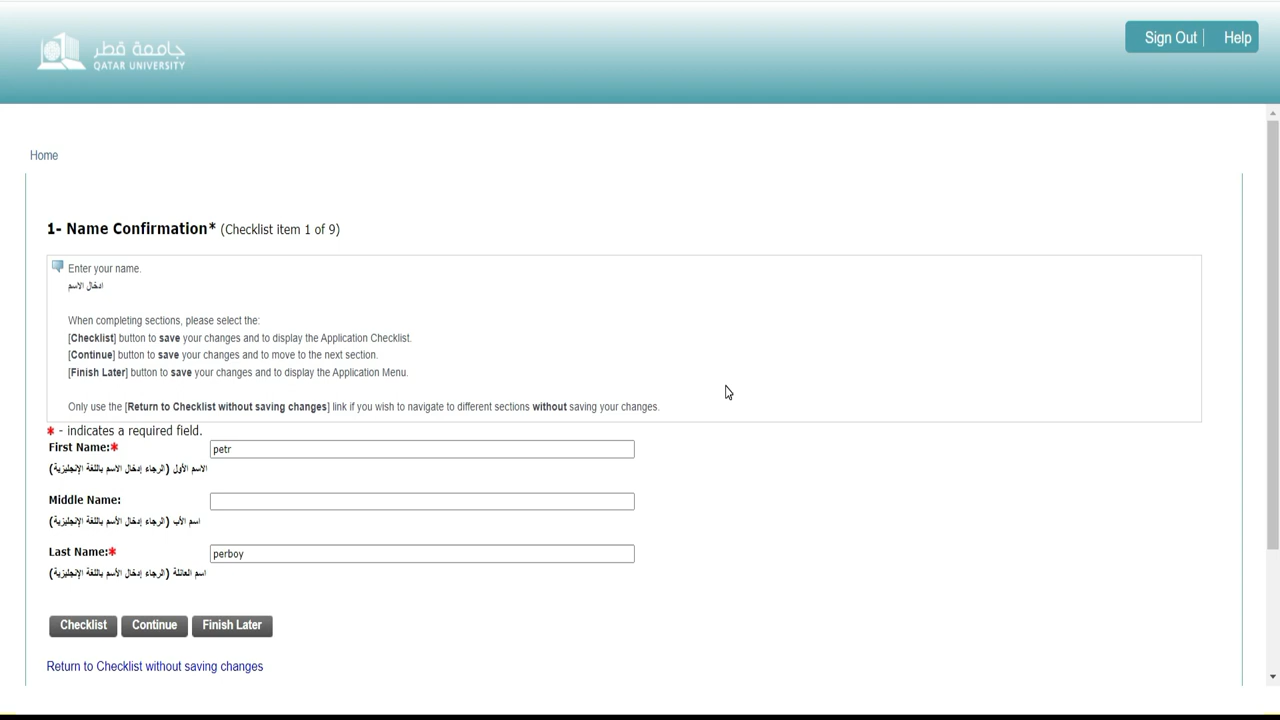 جامعة قطر
QATAR UNIVERSITY
Sign Out | Help
Home
1- Name Confirmation* (Checklist item 1 of 9)
Enter your name.
ادخال الاسم
When completing sections, please select the:
[Checklist] button to save your changes and to display the Application Checklist.
[Continue] button to save your changes and to move to the next section.
[Finish Later] button to save your changes and to display the Application Menu.
Only use the [Return to Checklist without saving changes] link if you wish to navigate to different sections without saving your changes.
* - indicates a required field.
First Name:* petr
الاسم الأول (الرجاء إدخال الاسم باللغة الإنجليزية)
Middle Name:
اسم الأب (الرجاء إدخال الأسم باللغة الإنجليزية)
Last Name:* perboy
اسم العائلة (الرجاء إدخال الأسم باللغة الإنجليزية)
Checklist Continue Finish Later
Return to Checklist without saving changes